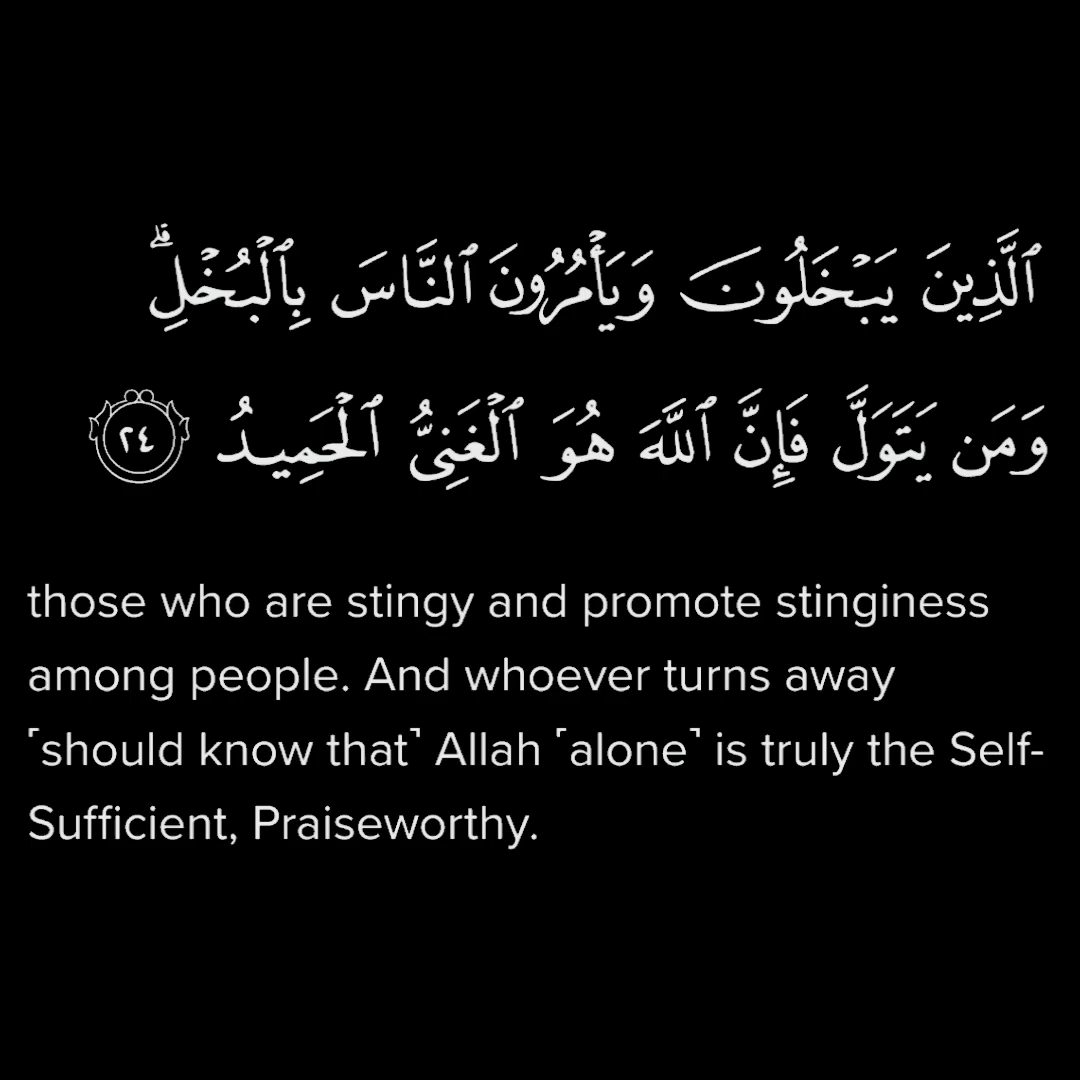 ٱلَّذِينَ يَبۡخَلُونَ وَيَأۡمُرُونَ ٱلنَّاسَ بِٱلۡبُخۡلِۗ
وَمَن يَتَوَلَّ فَإِنَّ ٱللَّهَ هُوَ ٱلۡغَنِيُّ ٱلۡحَمِيدُ ٢٤
those who are stingy and promote stinginess
among people. And whoever turns away
˹should know that˺ Allah ˹alone˺ is truly the Self-
Sufficient, Praiseworthy.